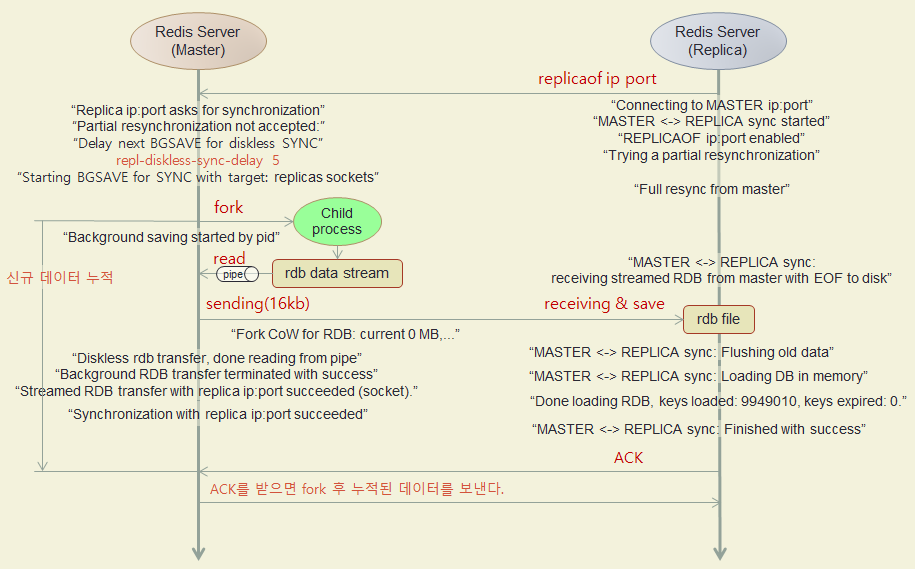 Redis Server
(Master)
Redis Server
(Replica)
replicaof ip port
“Replica ip:port asks for synchronization”
“Partial resynchronization not accepted:”
“Delay next BGSAVE for diskless SYNC”
repl-diskless-sync-delay 5
“Starting BGSAVE for SYNC with target: replicas sockets”
“Connecting to MASTER ip:port”
“MASTER <-> REPLICA sync started”
“REPLICAOF ip:port enabled”
“Trying a partial resynchronization”
“Full resync from master”
fork
Child
process
“Background saving started by pid”
read
pipe
rdb data stream
신규 데이터 누적
“MASTER <-> REPLICA sync:
receiving streamed RDB from master with EOF to disk”
sending(16kb)
receiving & save
rdb file
“Fork CoW for RDB: current 0 MB,...”
“Diskless rdb transfer, done reading from pipe”
“Background RDB transfer terminated with success”
“Streamed RDB transfer with replica ip:port succeeded (socket).”
“Synchronization with replica ip:port succeeded”
“MASTER <-> REPLICA sync: Flushing old data”
“MASTER <-> REPLICA sync: Loading DB in memory”
“Done loading RDB, keys loaded: 9949010, keys expired: 0.”
“MASTER <-> REPLICA sync: Finished with success”
ACK
ACK를 받으면 fork 후 누적된 데이터를 보낸다.